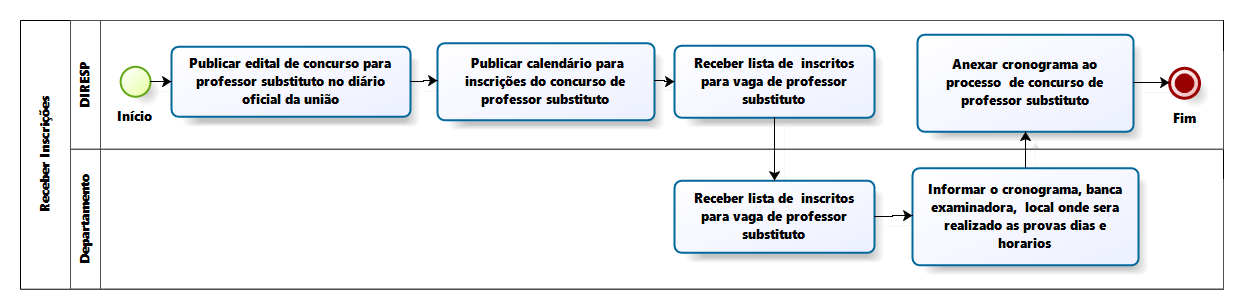 Receber Inscrições
DIRESP
Início
Publicar edital de concurso para
professor substituto no diário
oficial da união
Publicar calendário para
inscrições do concurso de
professor substituto
Receber lista de inscritos
para vaga de professor
substituto
Anexar cronograma ao
processo de concurso de
professor substituto
Fim
Departamento
Receber lista de inscritos
para vaga de professor
substituto
Informar o cronograma, banca
examinadora, local onde sera
realizado as provas dias e
horarios